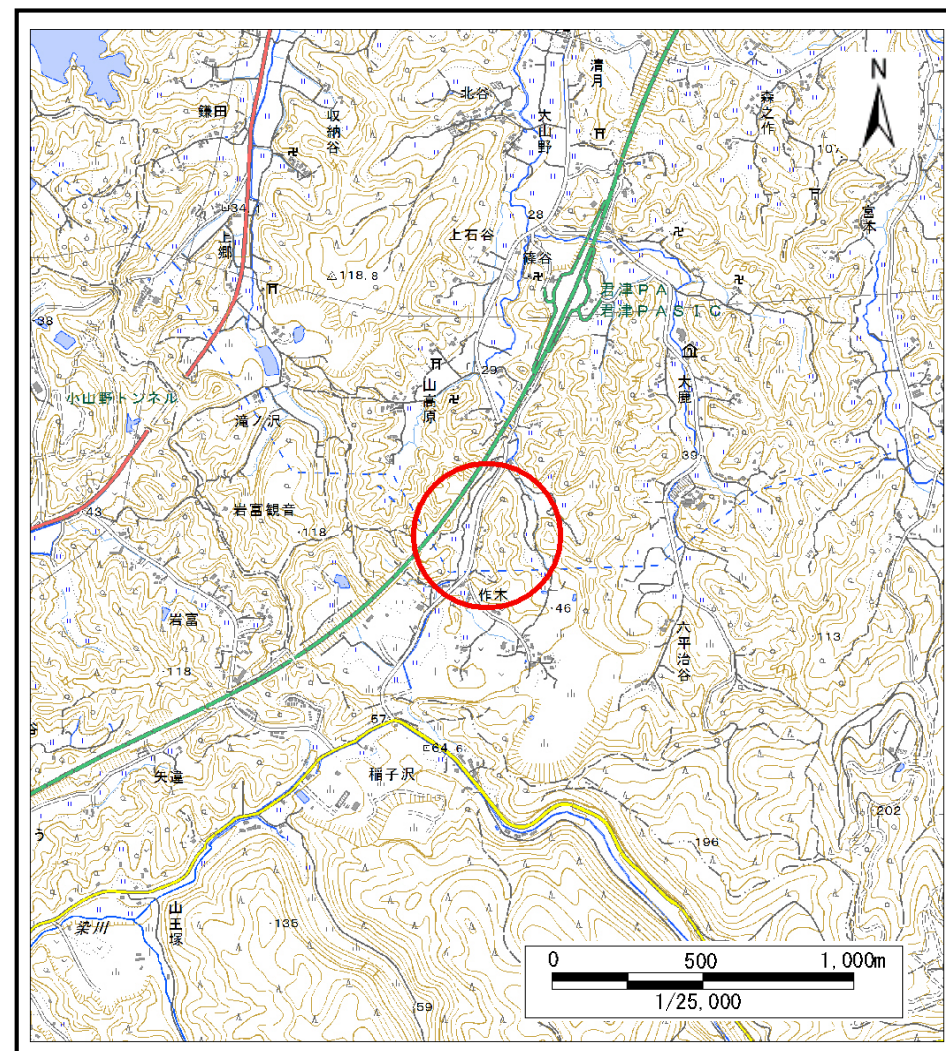 清月
N
鎌田
収納谷
北谷
大山野
森之作
107
34
上郷
上石谷
28
篠谷
宮本
118.8
君津PA
君津PASIC
38
29
山高原
大鹿
小山野トンネル
滝ノ沢
39
43
岩富観音
118
作木
46
岩富
六平治谷
113
118
57
64.6
矢違
稲子沢
202
う
196
染川
山王塚
135
59
0 500 1,000m
1/25,000